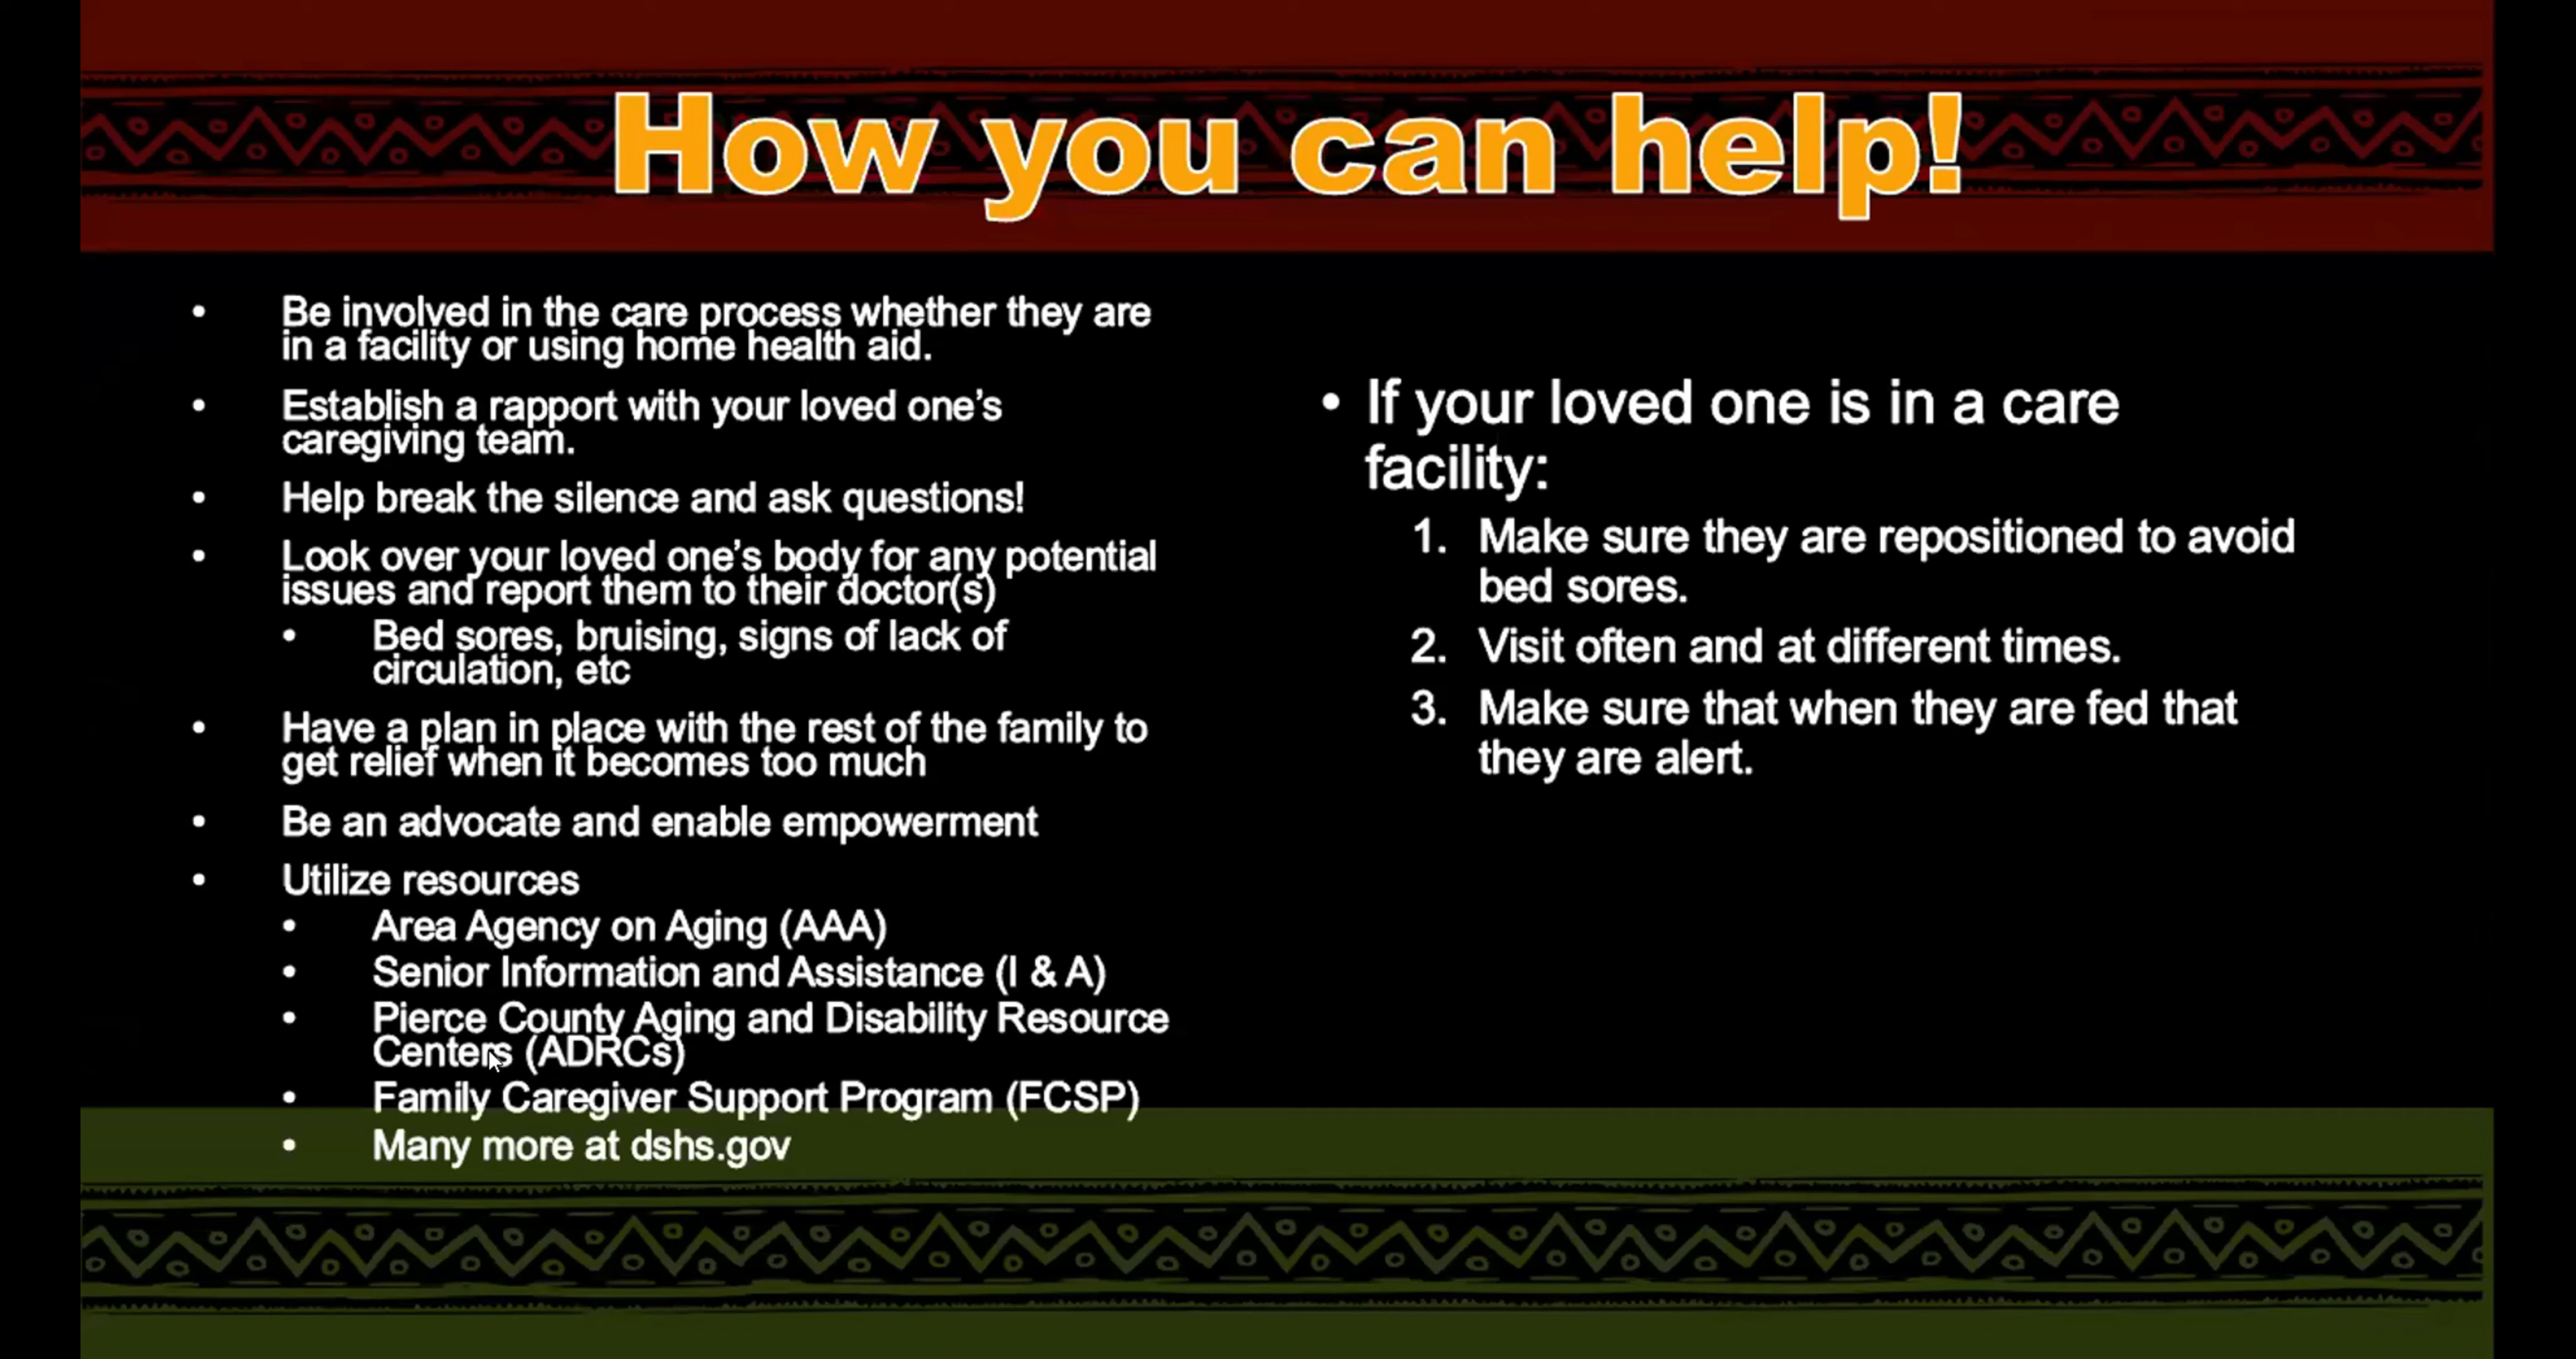 How you can help!
• Be involved in the care process whether they are
in a facility or using home health aid.
• Establish a rapport with your loved one’s
caregiving team.
• Help break the silence and ask questions!
• Look over your loved one’s body for any potential
issues and report them to their doctor(s)
• Bed sores, bruising, signs of lack of
circulation, etc
• Have a plan in place with the rest of the family to
get relief when it becomes too much
• Be an advocate and enable empowerment
• Utilize resources
• Area Agency on Aging (AAA)
• Senior Information and Assistance (I & A)
• Pierce County Aging and Disability Resource
Centers (ADRCs)
• Family Caregiver Support Program (FCSP)
• Many more at dshs.gov
• If your loved one is in a care
facility:
1. Make sure they are repositioned to avoid
bed sores.
2. Visit often and at different times.
3. Make sure that when they are fed that
they are alert.